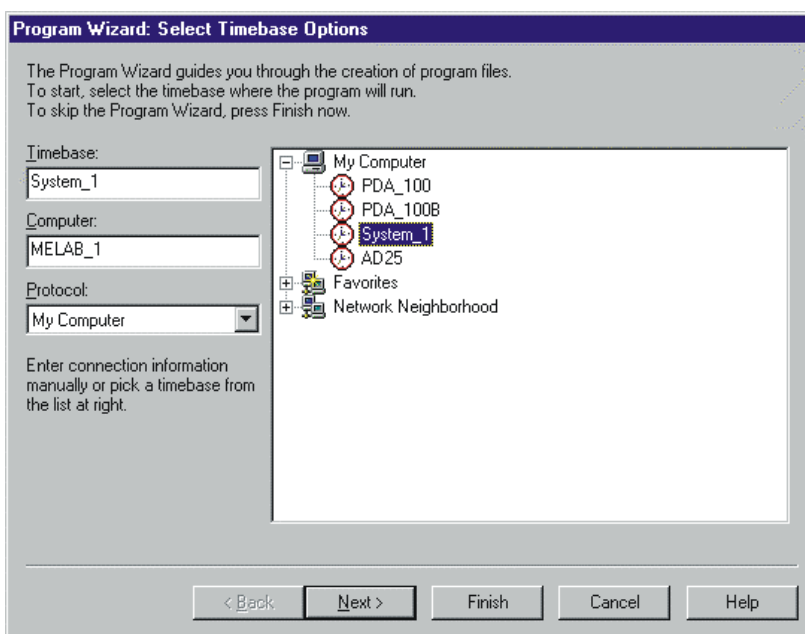 Program Wizard: Select Timebase Options
The Program Wizard guides you through the creation of program files.
To start, select the timebase where the program will run.
To skip the Program Wizard, press Finish now.
Timebase:
System_1
Computer:
MELAB_1
Protocol:
My Computer
Enter connection information
manually or pick a timebase from
the list at right.
My Computer
PDA_100
PDA_100B
System_1
AD25
Favorites
Network Neighborhood
< Back
Next >
Finish
Cancel
Help